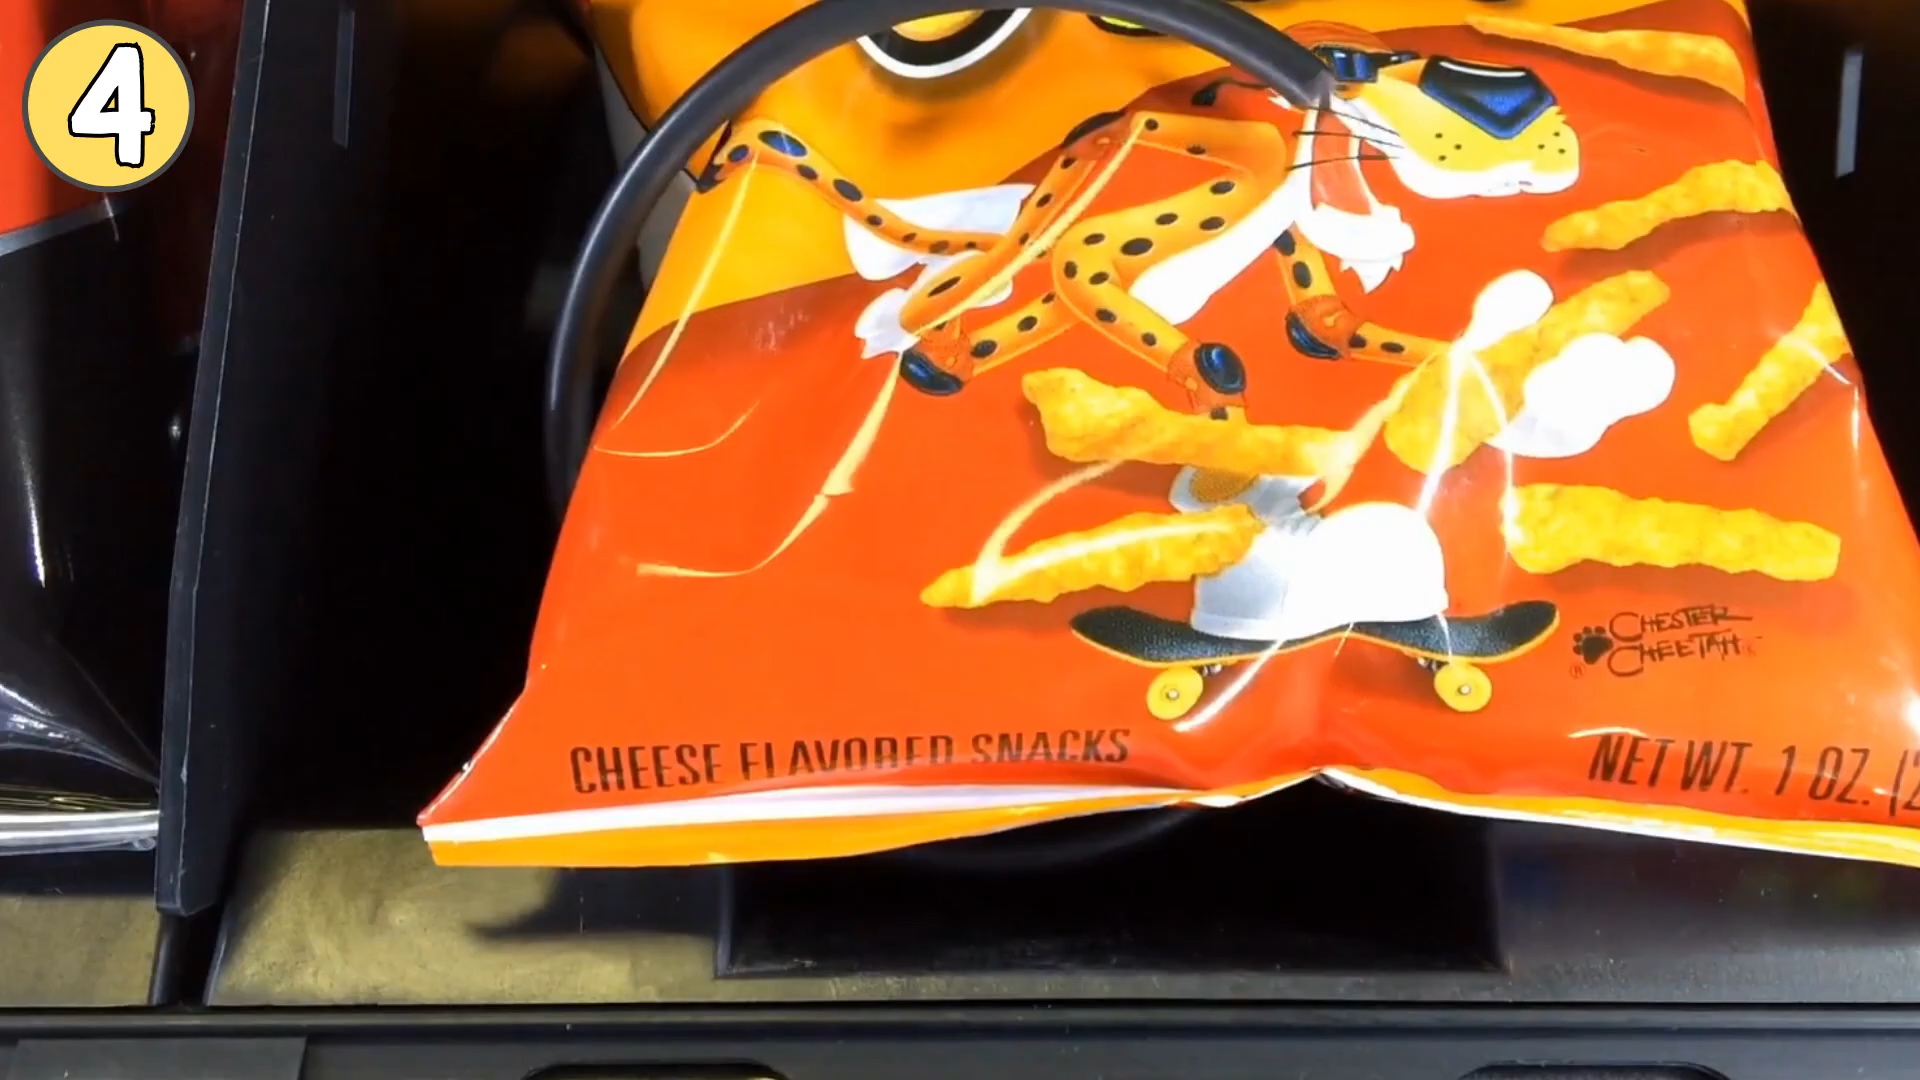 4
CHESTER
CHEETAH
®
CHEESE FLAVORED SNACKS
NET WT. 1 OZ.